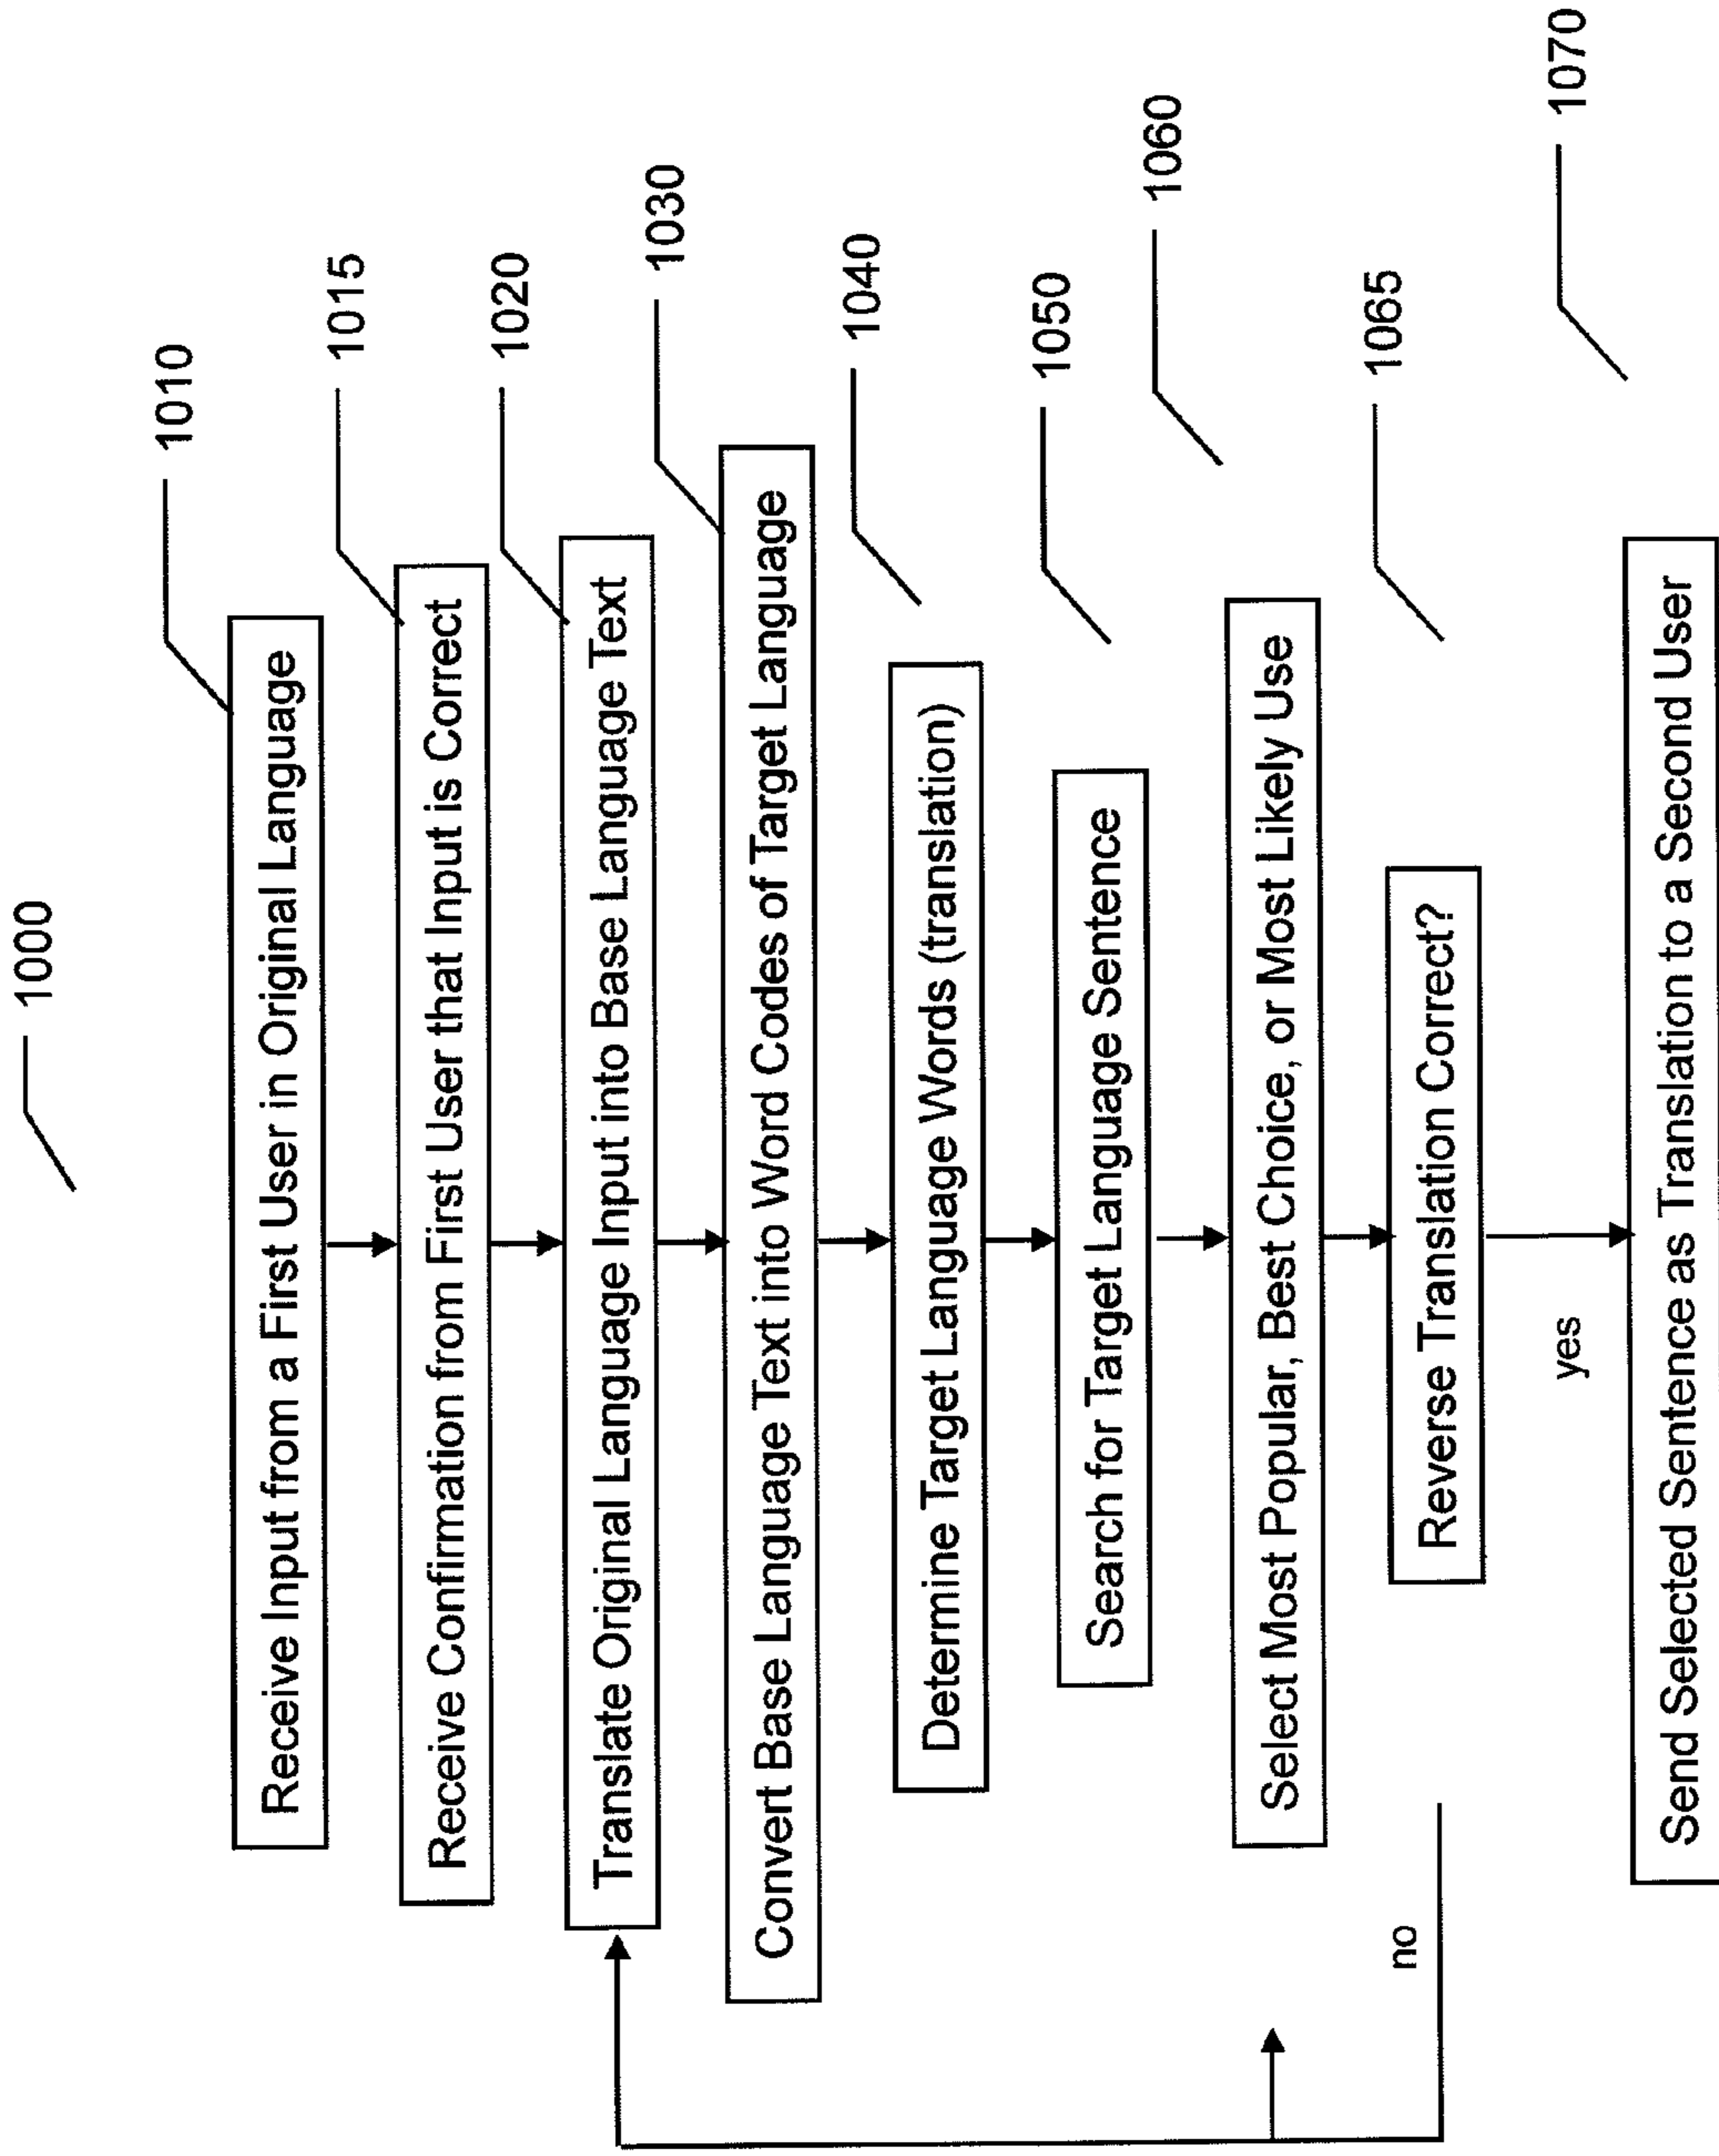 1000
Receive Input from a First User in Original Language
1010
Receive Confirmation from First User that Input is Correct
1015
Translate Original Language Input into Base Language Text
1020
Convert Base Language Text into Word Codes of Target Language
1030
Determine Target Language Words (translation)
1040
Search for Target Language Sentence
1050
Select Most Popular, Best Choice, or Most Likely Use
1060
Reverse Translation Correct?
1065
no
yes
Send Selected Sentence as Translation to a Second User
1070